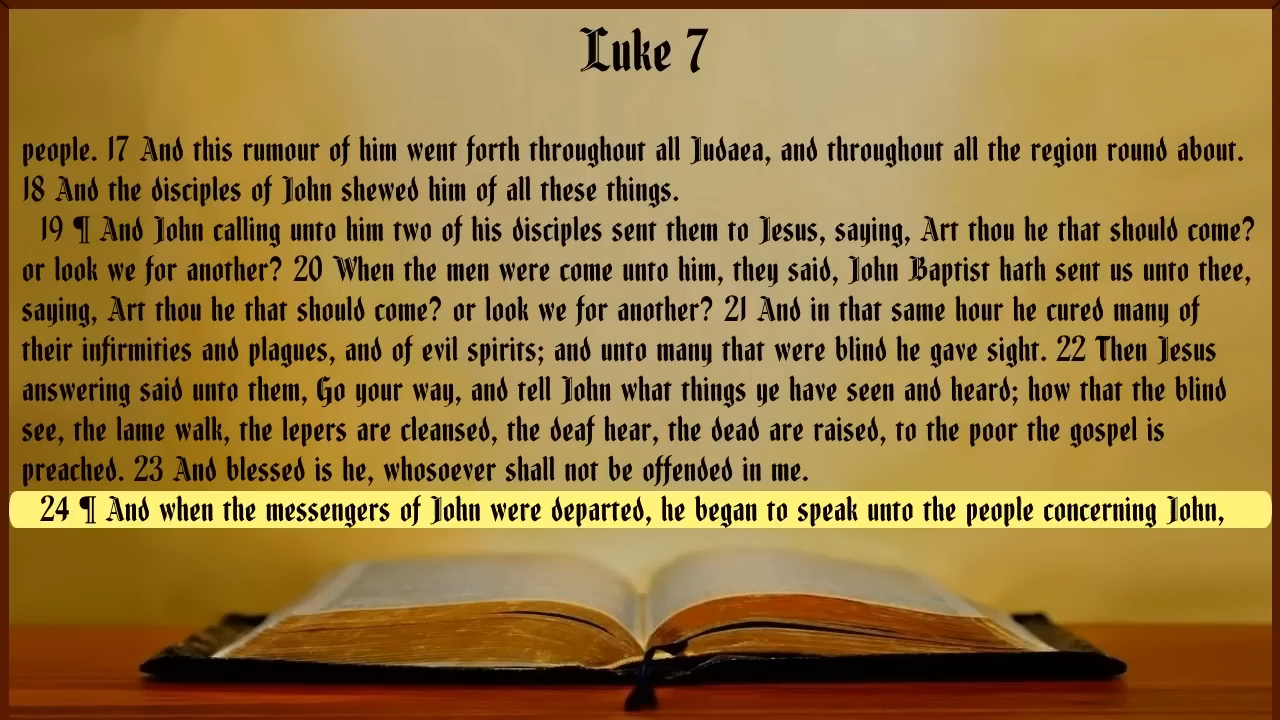 Luke 7
people. 17 And this rumour of him went forth throughout all Judaea, and throughout all the region round about.
18 And the disciples of John shewed him of all these things.
19 ¶ And John calling unto him two of his disciples sent them to Jesus, saying, Art thou he that should come?
or look we for another? 20 When the men were come unto him, they said, John Baptist hath sent us unto thee,
saying, Art thou he that should come? or look we for another? 21 And in that same hour he cured many of
their infirmities and plagues, and of evil spirits; and unto many that were blind he gave sight. 22 Then Jesus
answering said unto them, Go your way, and tell John what things ye have seen and heard; how that the blind
see, the lame walk, the lepers are cleansed, the deaf hear, the dead are raised, to the poor the gospel is
preached. 23 And blessed is he, whosoever shall not be offended in me.
24 ¶ And when the messengers of John were departed, he began to speak unto the people concerning John,